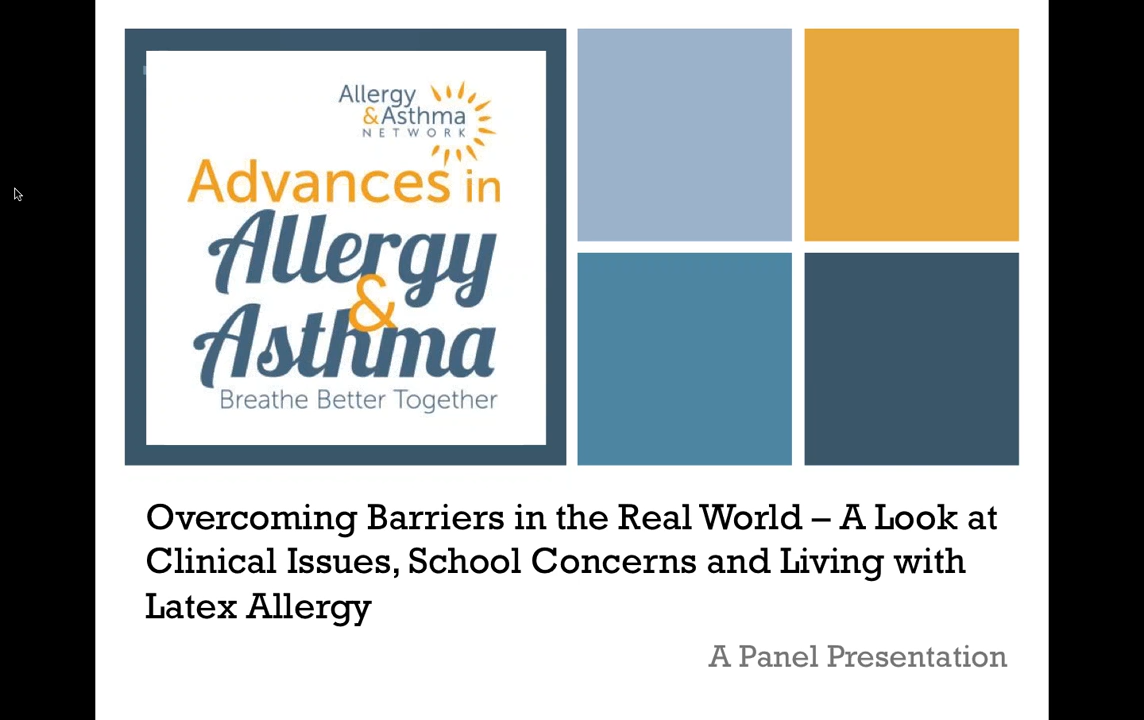 Allergy
&Asthma
NETWORK
Advances in
Allergy
&
Asthma
Breathe Better Together
Overcoming Barriers in the Real World – A Look at
Clinical Issues, School Concerns and Living with
Latex Allergy
A Panel Presentation